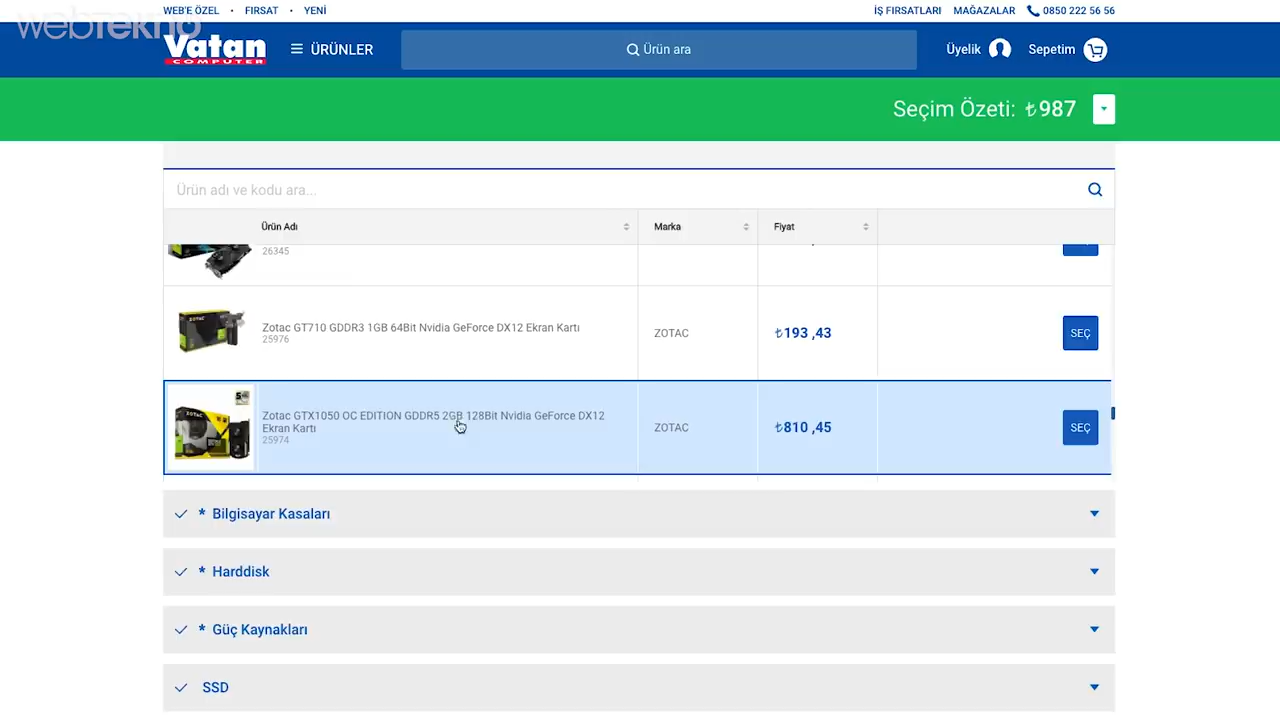 WEB'E ÖZEL • FIRSAT • YENİ
İŞ FIRSATLARI MAĞAZALAR 0850 222 56 56
webtekno
Vatan
COMPUTER
ÜRÜNLER
Ürün ara
Üyelik
Sepetim
Seçim Özeti: ₺987
Ürün adı ve kodu ara...
Ürün Adı Marka Fiyat
26345
Zotac GT710 GDDR3 1GB 64Bit Nvidia GeForce DX12 Ekran Kartı
25976
ZOTAC
₺193 ,43
SEÇ
Zotac GTX1050 OC EDITION GDDR5 2GB 128Bit Nvidia GeForce DX12
Ekran Kartı
25974
ZOTAC
₺810 ,45
SEÇ
* Bilgisayar Kasaları
* Harddisk
* Güç Kaynakları
SSD